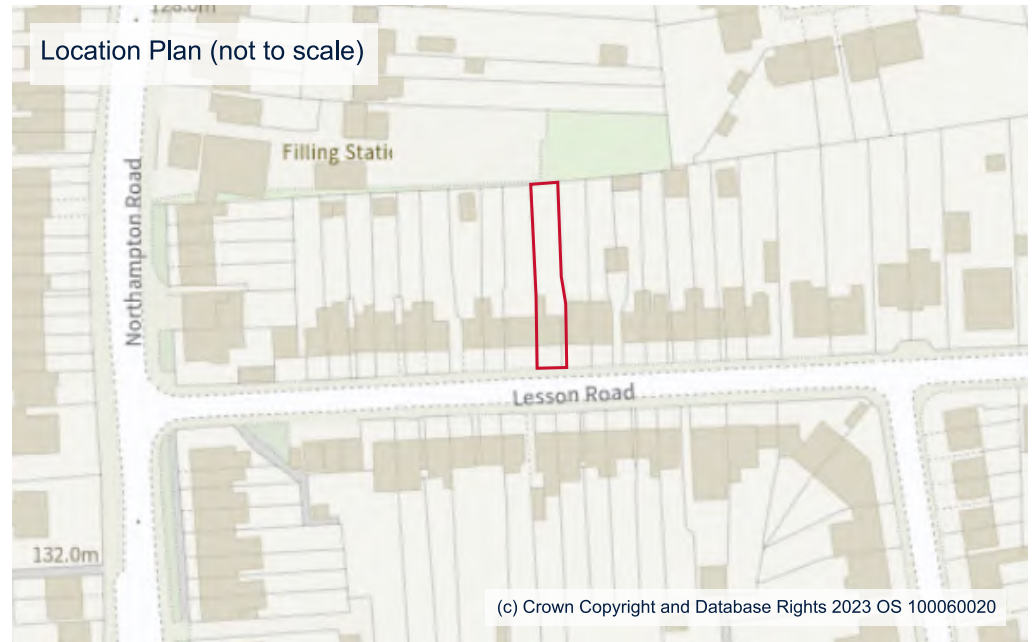 128.0m
Location Plan (not to scale)
Filling Static
Northampton Road
Lesson Road
132.0m
(c) Crown Copyright and Database Rights 2023 OS 100060020